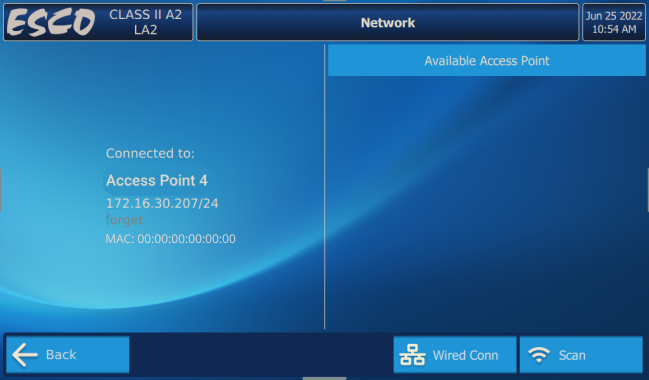 ESCO
CLASS II A2
LA2
Network
Jun 25 2022
10:54 AM
Available Access Point
Connected to:
Access Point 4
172.16.30.207/24
forget
MAC: 00:00:00:00:00:00
Back
Wired Conn
Scan